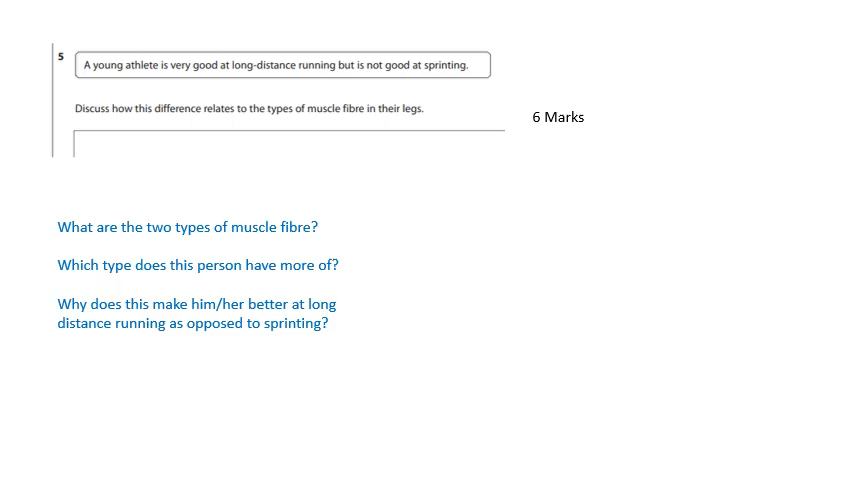 5
A young athlete is very good at long-distance running but is not good at sprinting.
Discuss how this difference relates to the types of muscle fibre in their legs.
6 Marks
What are the two types of muscle fibre?
Which type does this person have more of?
Why does this make him/her better at long
distance running as opposed to sprinting?